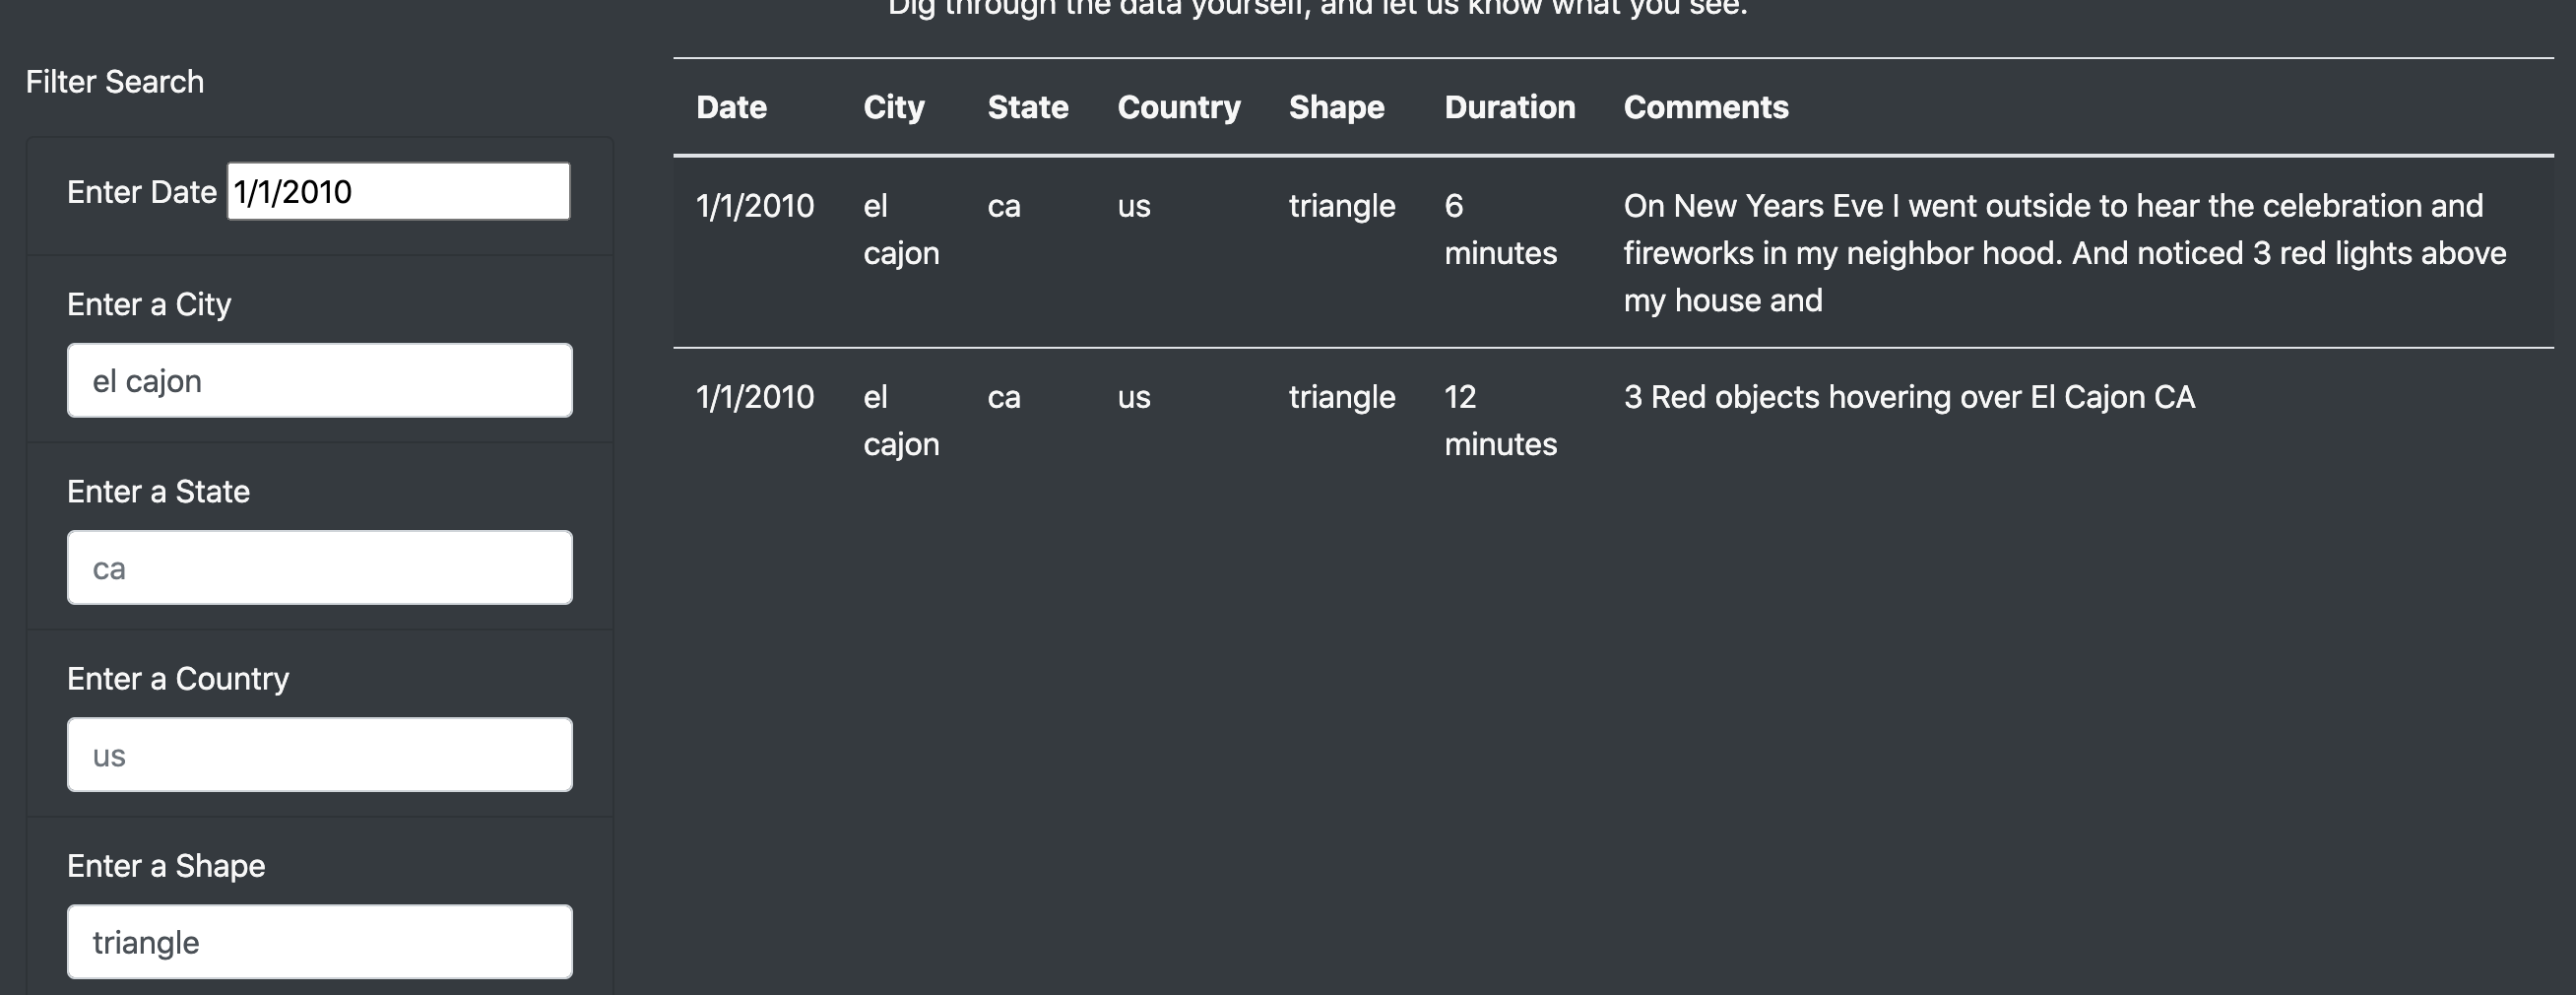 Dig through the data yourself, and let us know what you see.
Filter Search
Enter Date 1/1/2010
Enter a City
el cajon
Enter a State
ca
Enter a Country
us
Enter a Shape
triangle
Date City State Country Shape Duration Comments
1/1/2010 el ca us triangle 6 On New Years Eve I went outside to hear the celebration and
cajon minutes fireworks in my neighbor hood. And noticed 3 red lights above
my house and
1/1/2010 el ca us triangle 12 3 Red objects hovering over El Cajon CA
cajon minutes